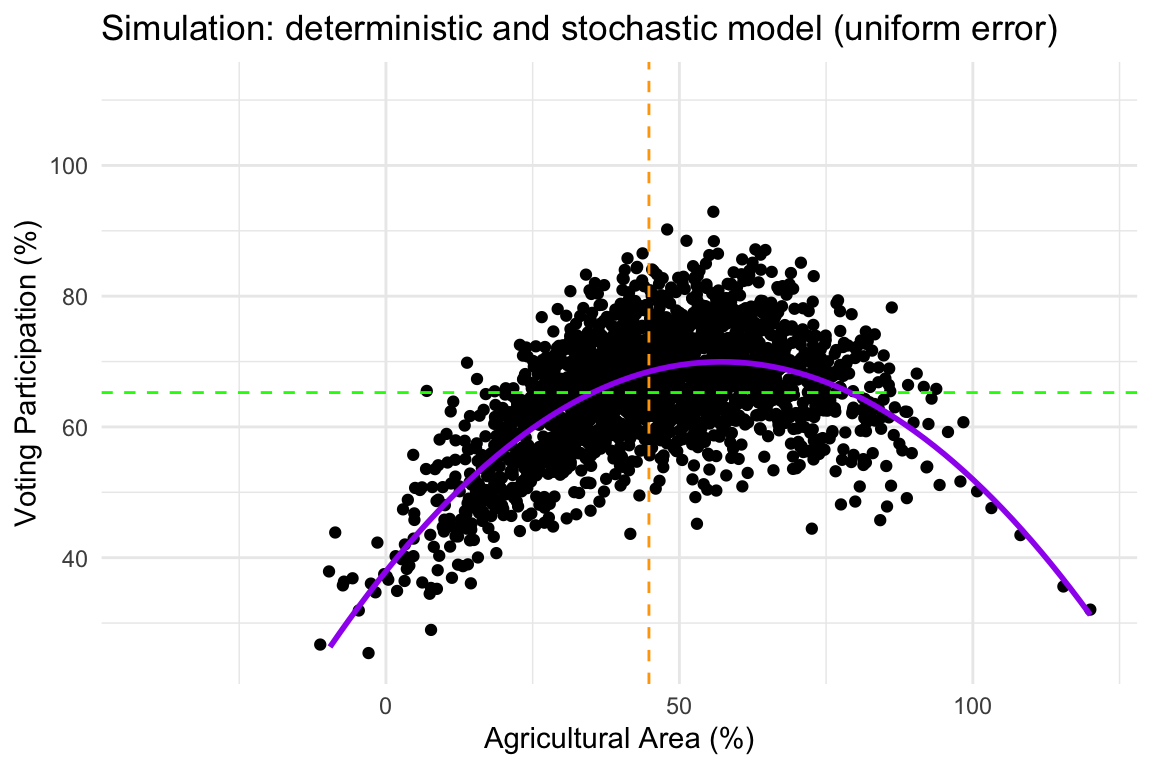 Simulation: deterministic and stochastic model (uniform error)
Voting Participation (%)
100
80
60
40
0 50 100
Agricultural Area (%)